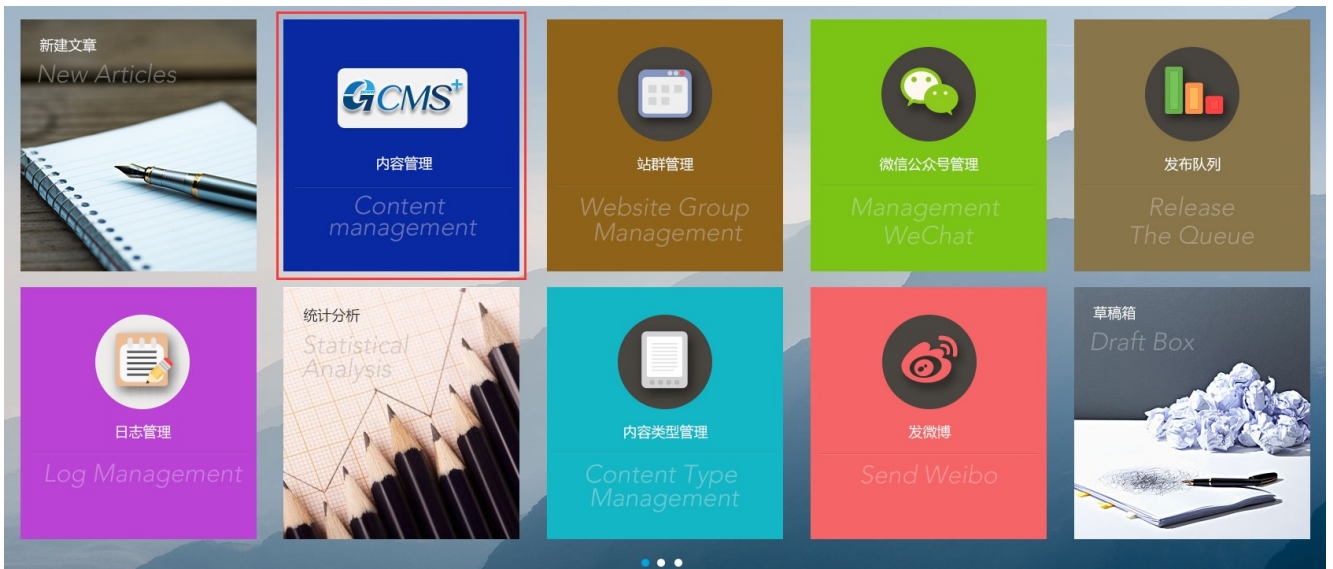 新建文章
New Articles
GCMS+
内容管理
Content
management
站群管理
Website Group
Management
微信公众号管理
Management
WeChat
发布队列
Release
The Queue
日志管理
Log Management
统计分析
Statistical
Analysis
内容类型管理
Content Type
Management
发微博
Send Weibo
草稿箱
Draft Box